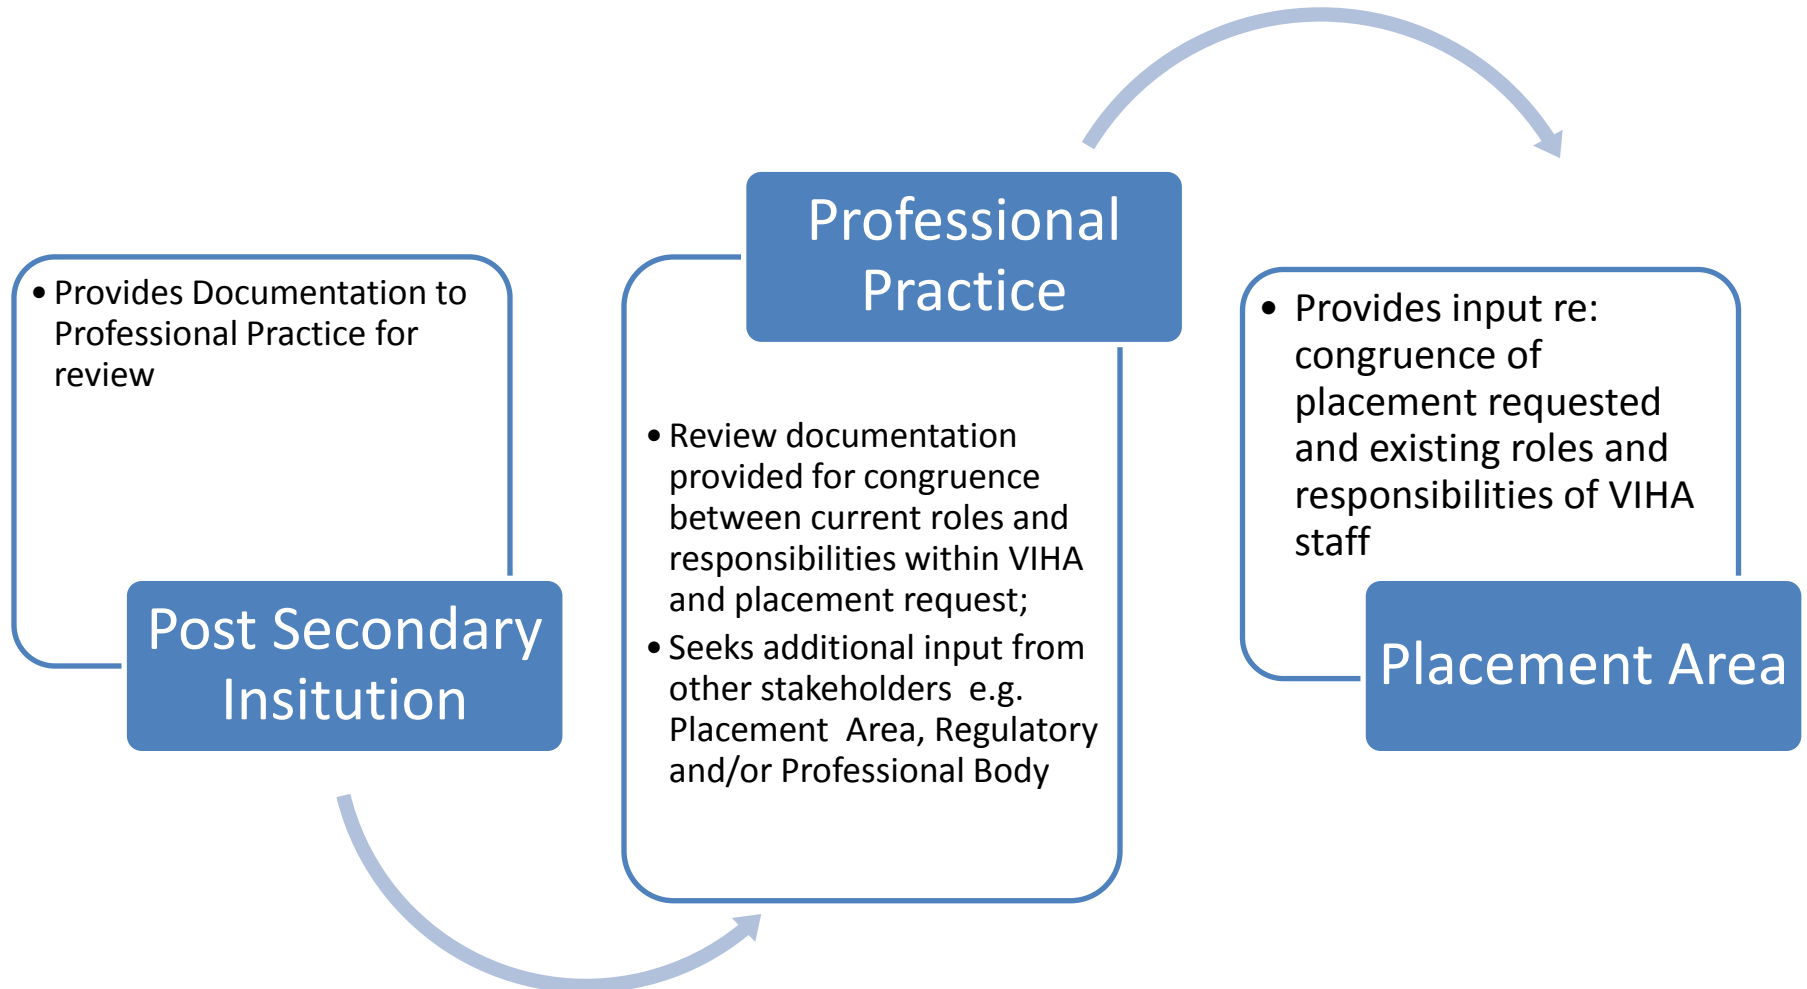 • Provides Documentation to
Professional Practice for
review
Post Secondary
Insitution
Professional
Practice
• Review documentation
provided for congruence
between current roles and
responsibilities within VIHA
and placement request;
• Seeks additional input from
other stakeholders e.g.
Placement Area, Regulatory
and/or Professional Body
• Provides input re:
congruence of
placement requested
and existing roles and
responsibilities of VIHA
staff
Placement Area